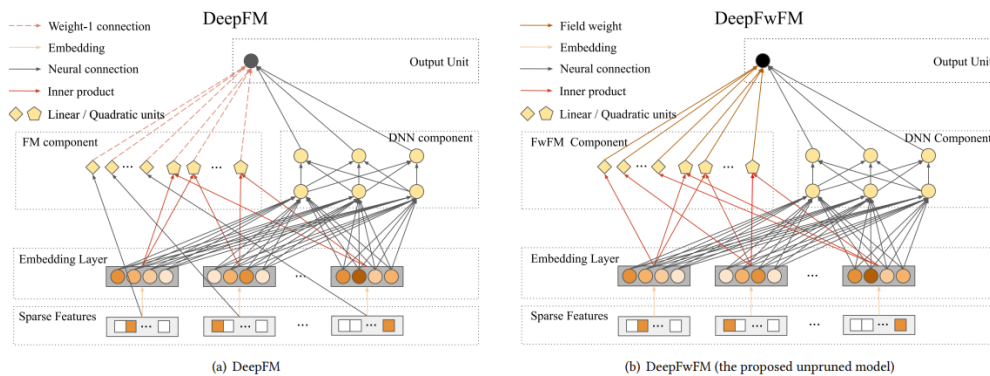 DeepFM
Weight-1 connection
Embedding
Neural connection
Inner product
Linear / Quadratic units
Output Unit
FM component
DNN component
...
...
Embedding Layer
...
Sparse Features
...
...
...
...
(a) DeepFM
DeepFwFM
Field weight
Embedding
Neural connection
Inner product
Linear / Quadratic units
Output Unit
FwFM Component
DNN Component
...
...
Embedding Layer
...
Sparse Features
...
...
...
...
(b) DeepFwFM (the proposed unpruned model)